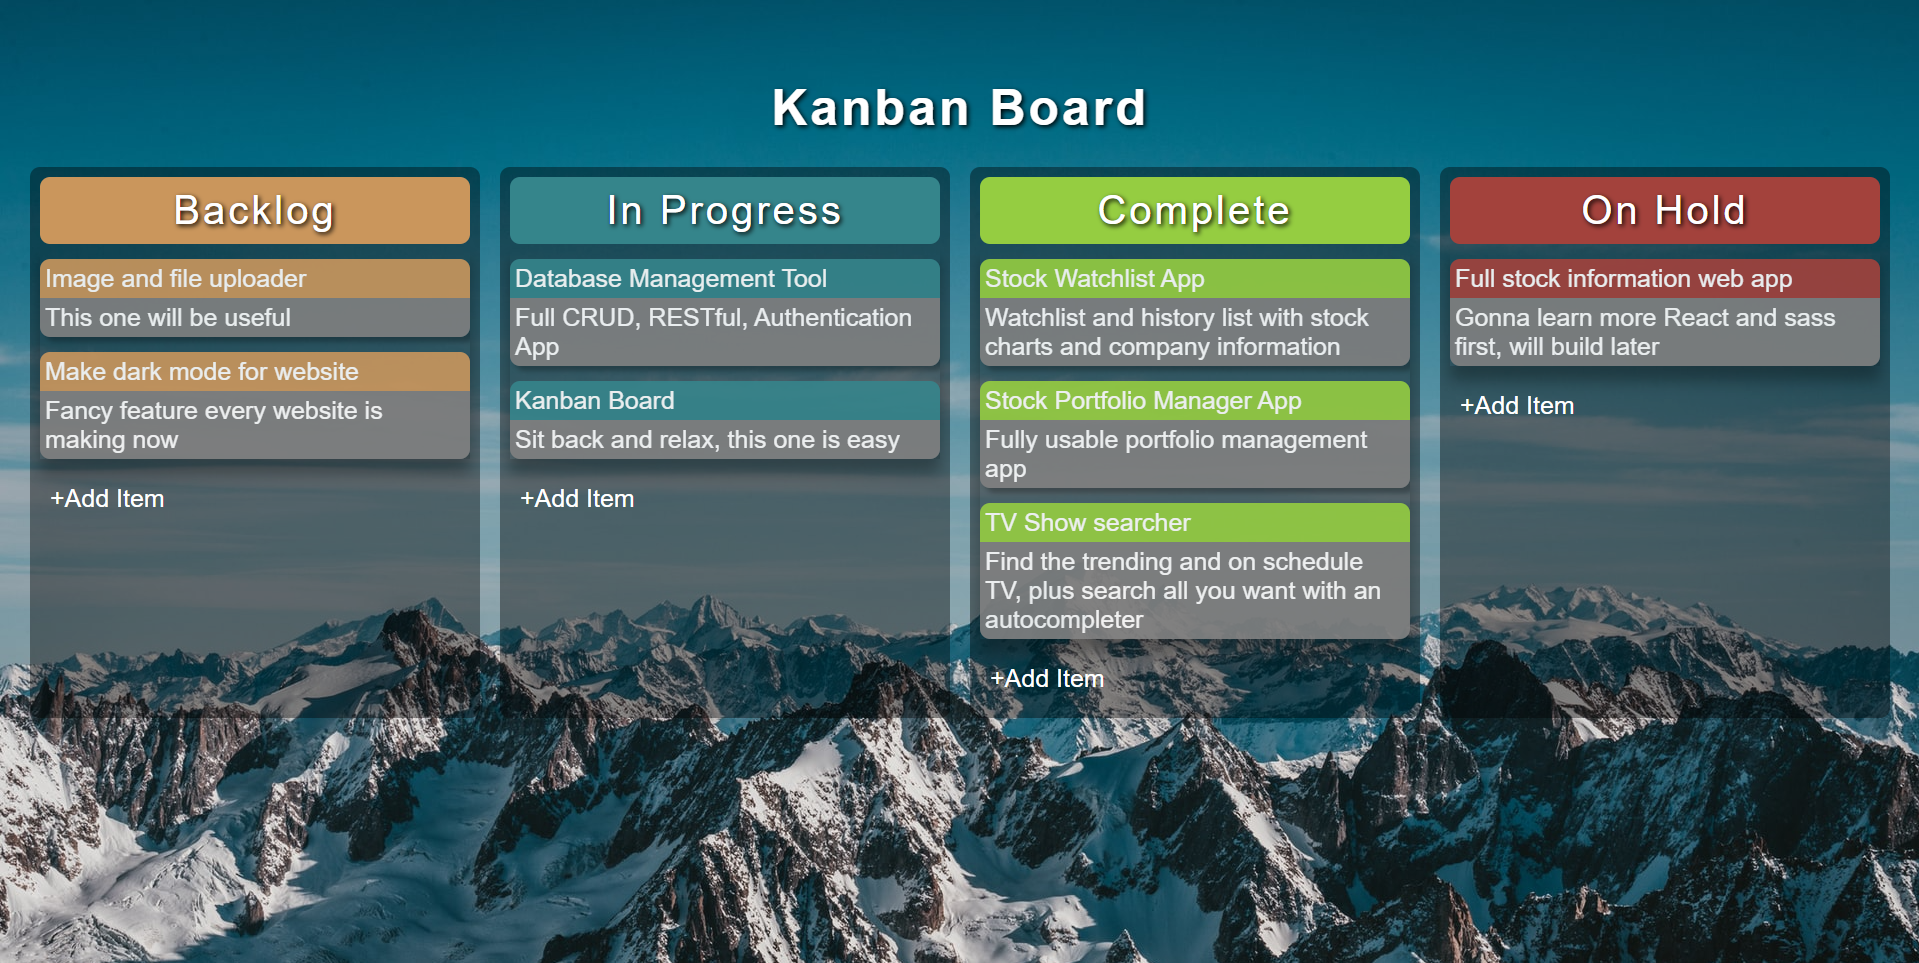 Kanban Board
Backlog
Image and file uploader
This one will be useful
Make dark mode for website
Fancy feature every website is
making now
+Add Item
In Progress
Database Management Tool
Full CRUD, RESTful, Authentication
App
Kanban Board
Sit back and relax, this one is easy
+Add Item
Complete
Stock Watchlist App
Watchlist and history list with stock
charts and company information
Stock Portfolio Manager App
Fully usable portfolio management
app
TV Show searcher
Find the trending and on schedule
TV, plus search all you want with an
autocompleter
+Add Item
On Hold
Full stock information web app
Gonna learn more React and sass
first, will build later
+Add Item